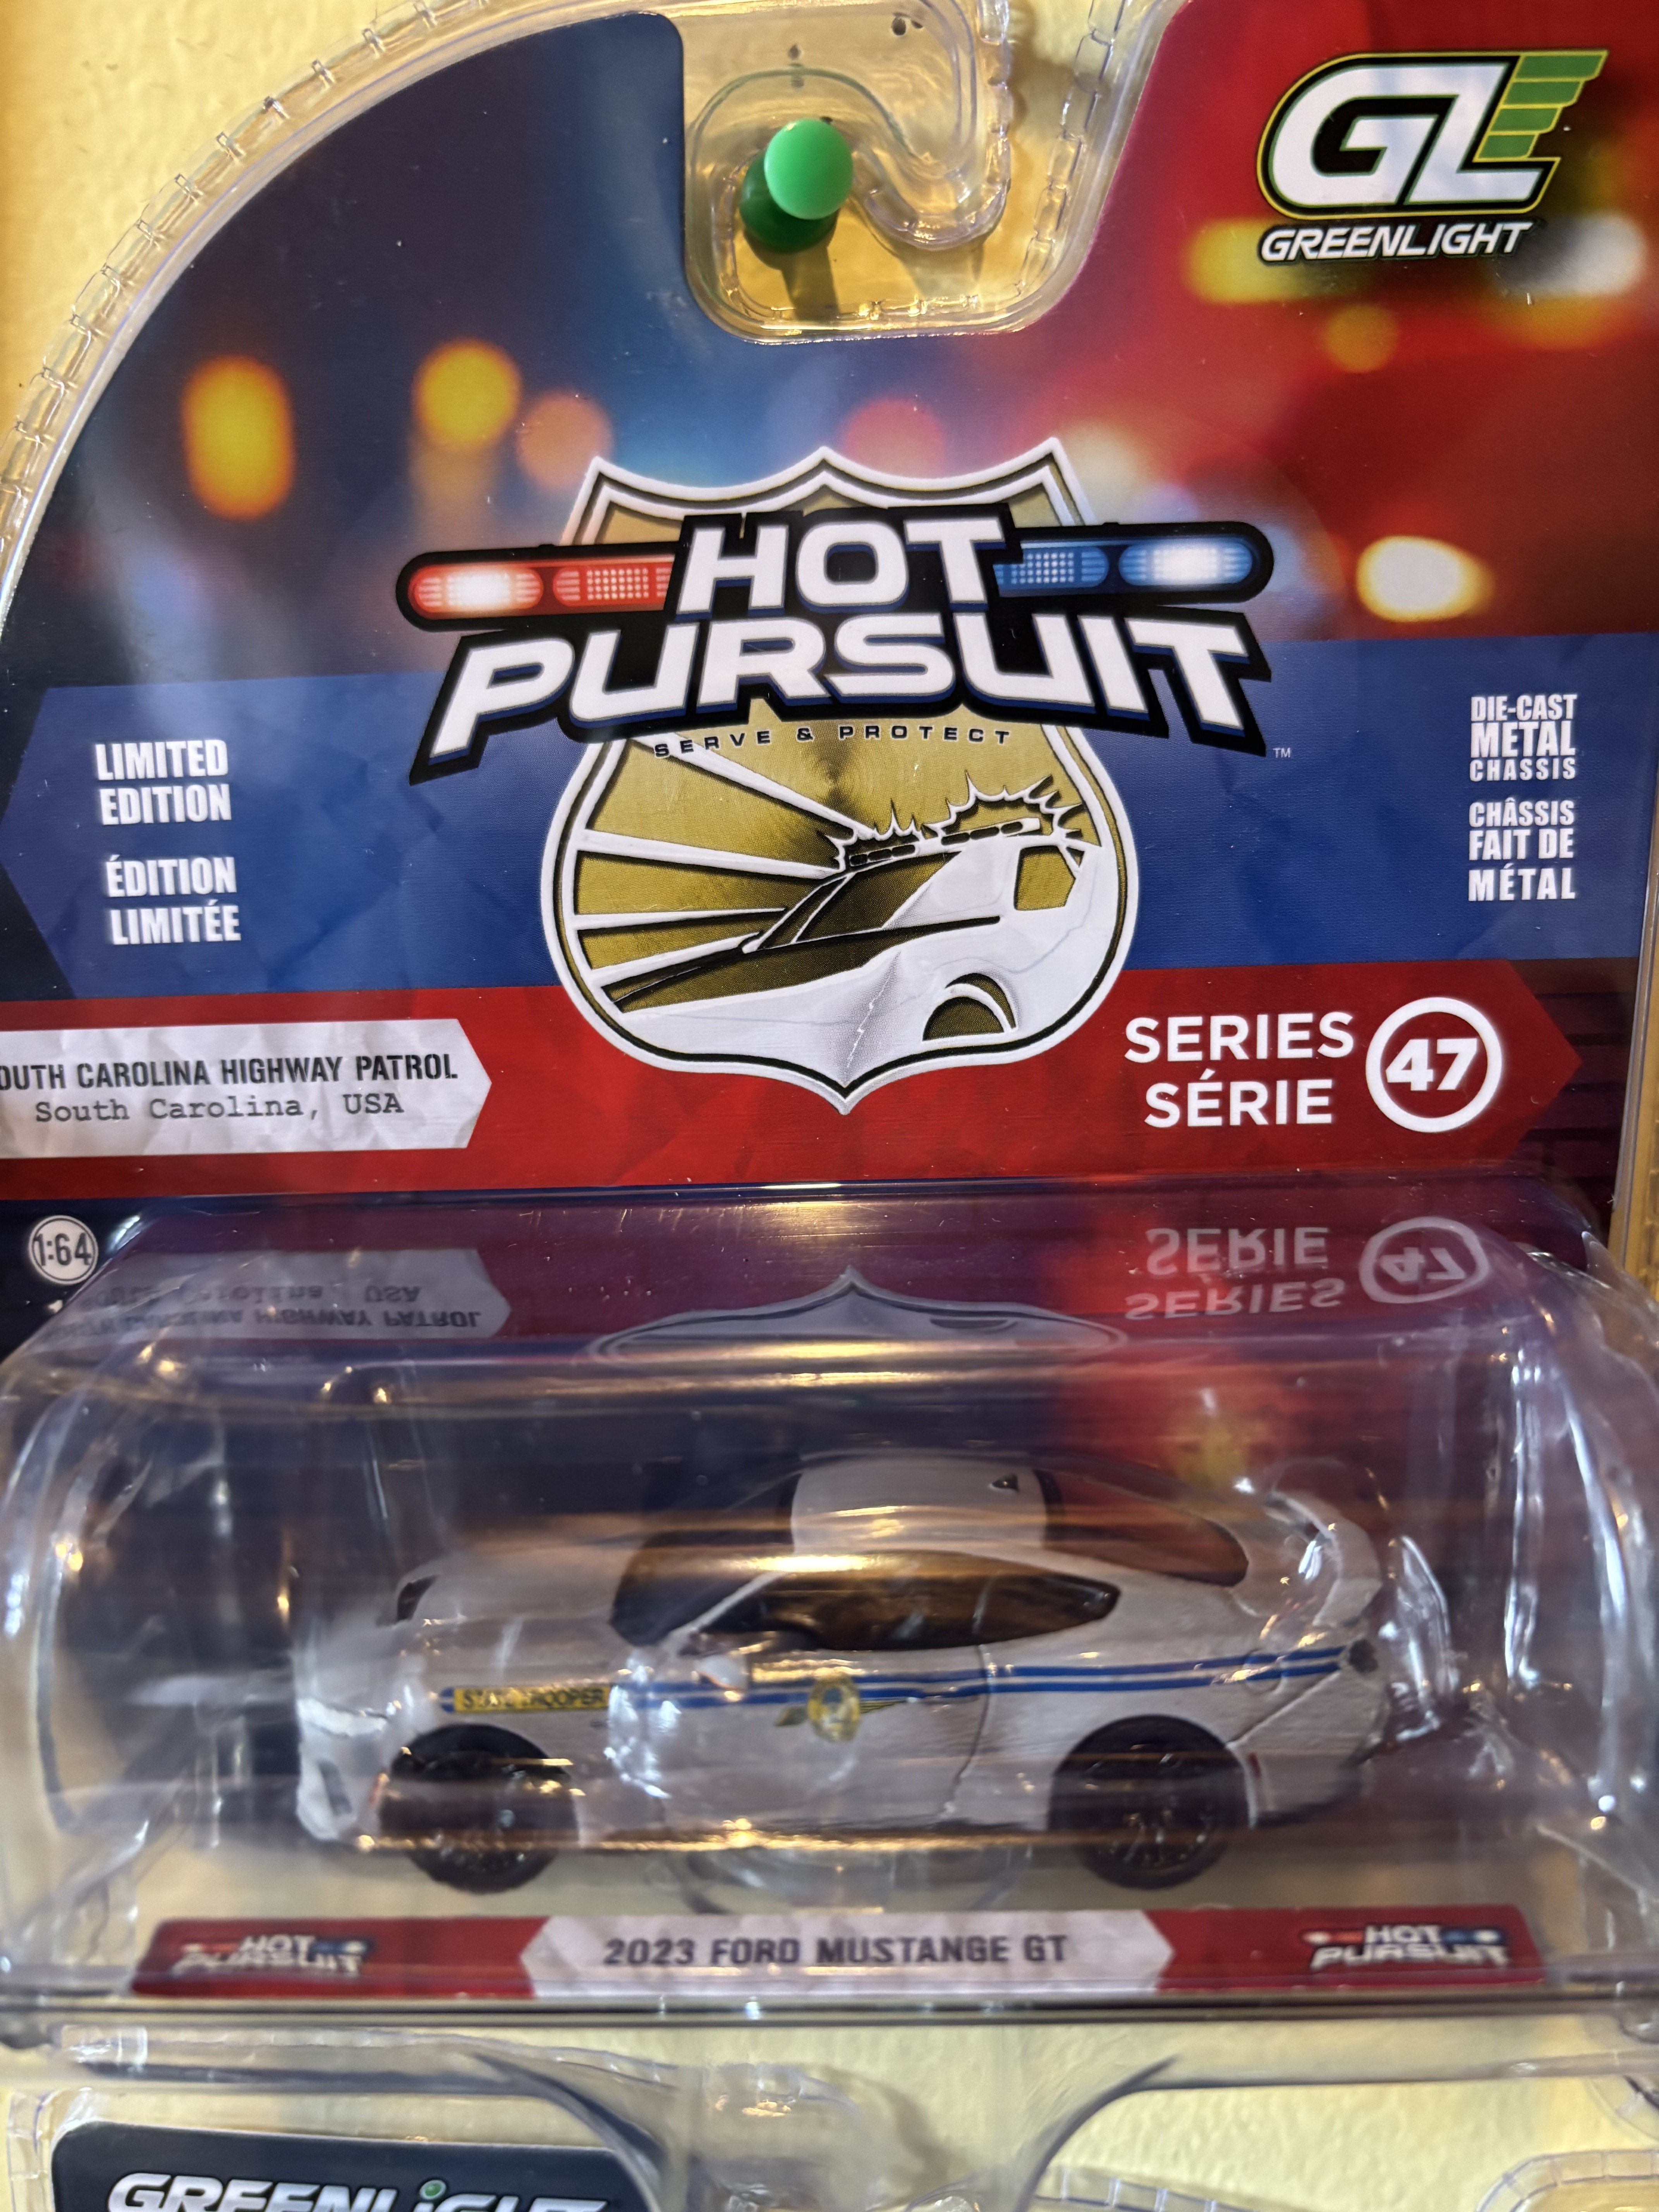 GL
GREENLIGHT
HOT
PURSUIT
SERVE & PROTECT
TM
LIMITED
EDITION
ÉDITION
LIMITÉE
DIE-CAST
METAL
CHASSIS
CHÂSSIS
FAIT DE
MÉTAL
OUTH CAROLINA HIGHWAY PATROL
South Carolina, USA
SERIES
SÉRIE
47
1:64
STATE TROOPER
HOT
PURSUIT
2023 FORD MUSTANGE GT
HOT
PURSUIT
GREENLIGHT